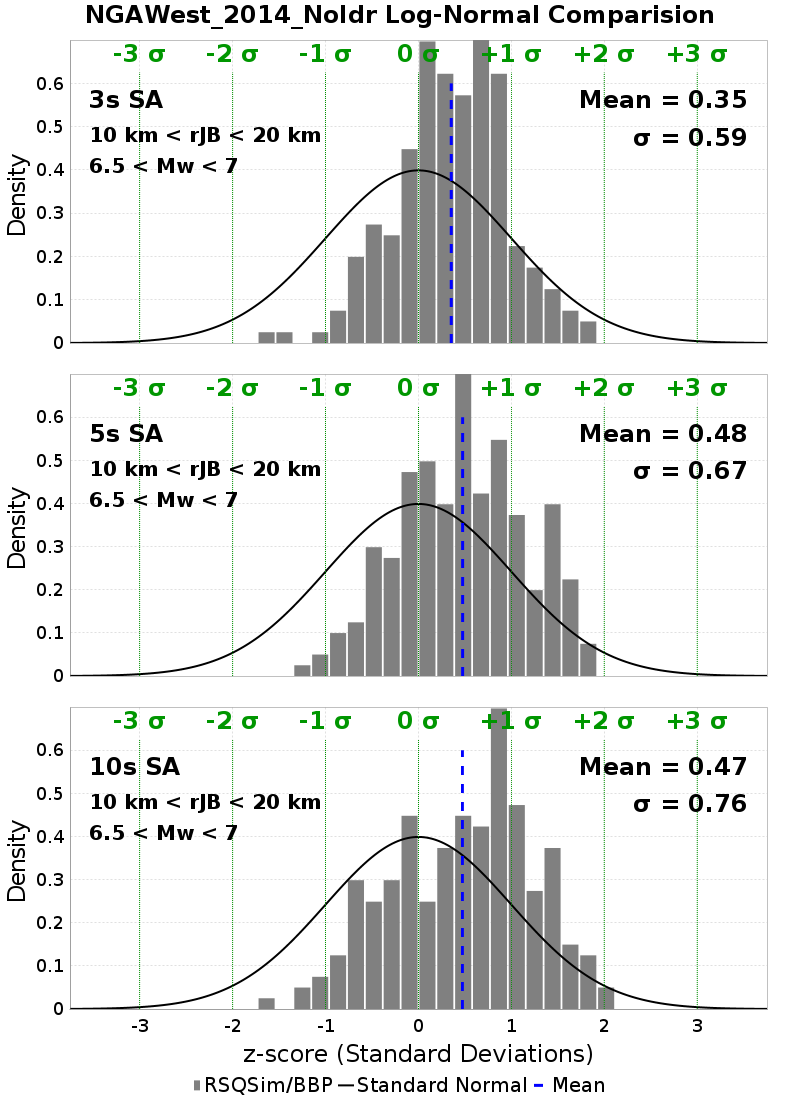 NGAWest_2014_NoIdr Log-Normal Comparision
-3 σ -2 σ -1 σ 0 σ +1 σ +2 σ +3 σ
0.6
3s SA Mean = 0.35
0.5
10 km < rJB < 20 km σ = 0.59
6.5 < Mw < 7
0.4
Density
0.3
0.2
0.1
0
-3 σ -2 σ -1 σ 0 σ +1 σ +2 σ +3 σ
0.6
5s SA Mean = 0.48
0.5
10 km < rJB < 20 km σ = 0.67
6.5 < Mw < 7
0.4
Density
0.3
0.2
0.1
0
-3 σ -2 σ -1 σ 0 σ +1 σ +2 σ +3 σ
0.6
10s SA Mean = 0.47
0.5
10 km < rJB < 20 km σ = 0.76
6.5 < Mw < 7
0.4
Density
0.3
0.2
0.1
0
-3 -2 -1 0 1 2 3
z-score (Standard Deviations)
RSQSim/BBP Standard Normal Mean